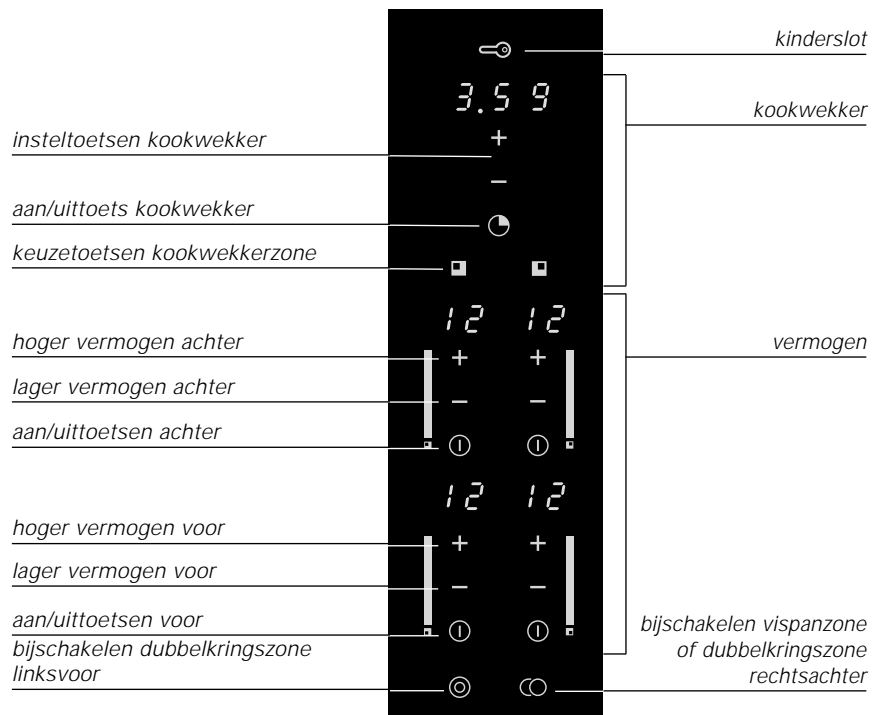 kinderslot
3.59
kookwekker
insteltoetsen kookwekker
aan/uittoets kookwekker
keuzetoetsen kookwekkerzone
12 12
hoger vermogen achter
vermogen
lager vermogen achter
aan/uittoetsen achter
12 12
hoger vermogen voor
lager vermogen voor
aan/uittoetsen voor
bijschakelen dubbelkringszone
linksvoor
bijschakelen vispanzone
of dubbelkringszone
rechtsachter